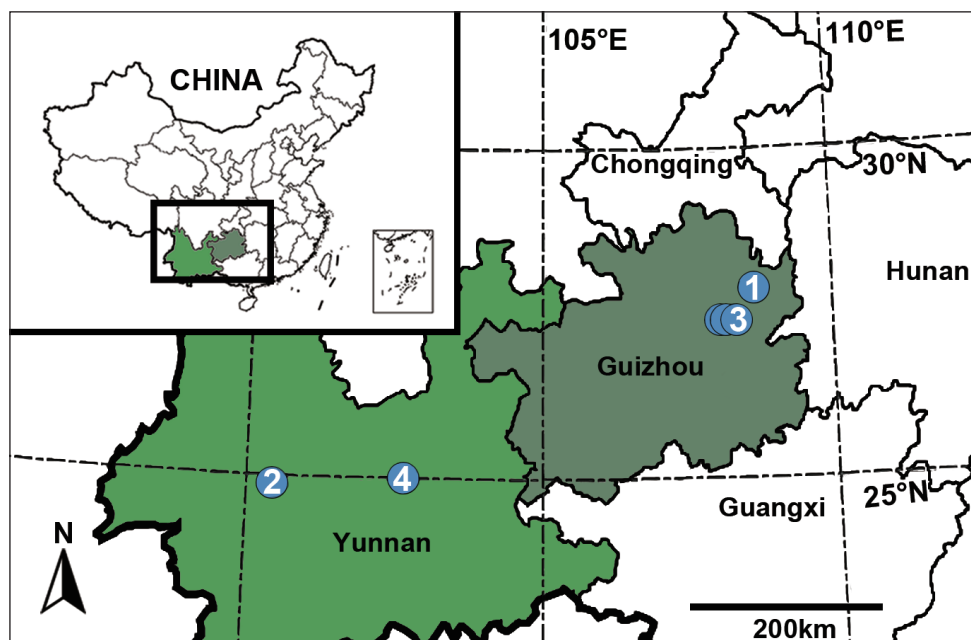 CHINA
105°E
110°E
Chongqing
30°N
Hunan
1
3
Guizhou
2
4
25°N
Guangxi
N
Yunnan
200km